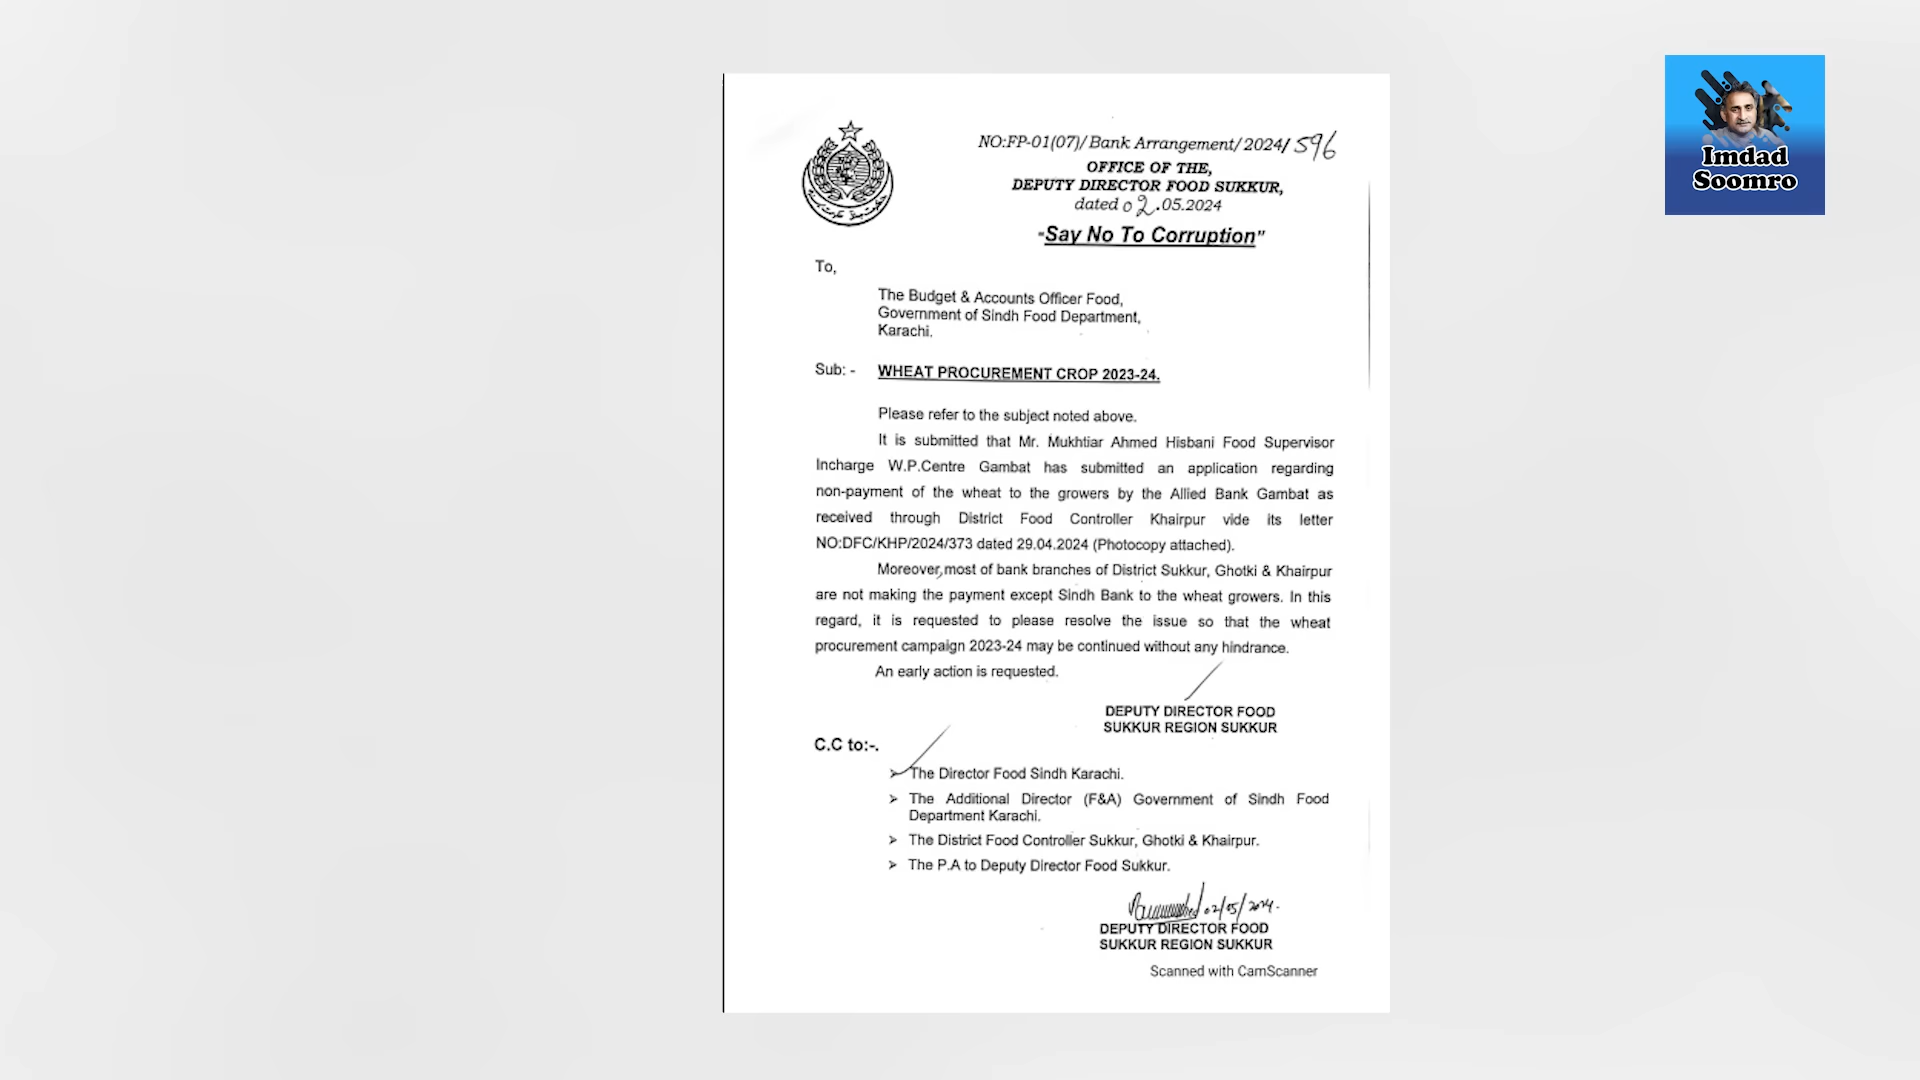 NO:FP-01(07)/Bank Arrangement/2024/596
OFFICE OF THE,
DEPUTY DIRECTOR FOOD SUKKUR,
dated 02.05.2024
"Say No To Corruption"
To,
The Budget & Accounts Officer Food,
Government of Sindh Food Department,
Karachi.
Sub: - WHEAT PROCUREMENT CROP 2023-24.
Please refer to the subject noted above.
It is submitted that Mr. Mukhtiar Ahmed Hisbani Food Supervisor
Incharge W.P.Centre Gambat has submitted an application regarding
non-payment of the wheat to the growers by the Allied Bank Gambat as
received through District Food Controller Khairpur vide its letter
NO:DFC/KHP/2024/373 dated 29.04.2024 (Photocopy attached).
Moreover, most of bank branches of District Sukkur, Ghotki & Khairpur
are not making the payment except Sindh Bank to the wheat growers. In this
regard, it is requested to please resolve the issue so that the wheat
procurement campaign 2023-24 may be continued without any hindrance.
An early action is requested.
DEPUTY DIRECTOR FOOD
SUKKUR REGION SUKKUR
C.C to:-.
➢ The Director Food Sindh Karachi.
➢ The Additional Director (F&A) Government of Sindh Food
Department Karachi.
➢ The District Food Controller Sukkur, Ghotki & Khairpur.
➢ The P.A to Deputy Director Food Sukkur.
02/05/2024.
DEPUTY DIRECTOR FOOD
SUKKUR REGION SUKKUR
Scanned with CamScanner
Imdad
Soomro